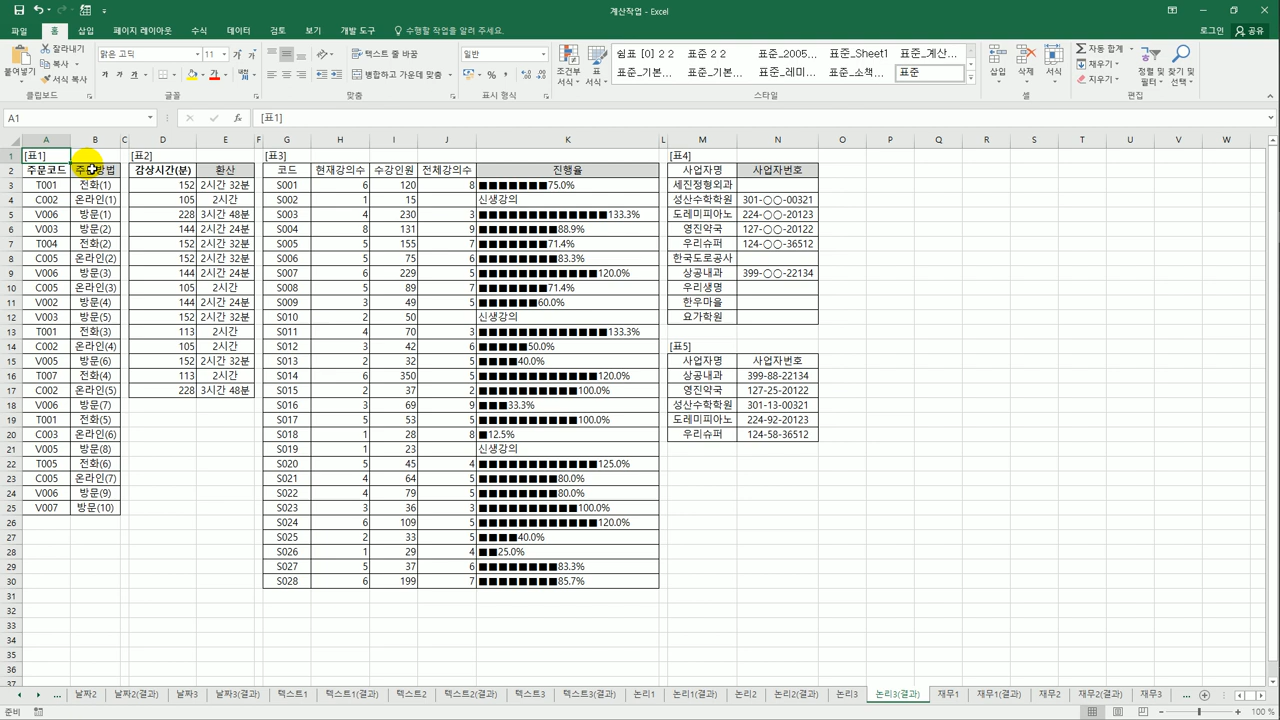 계산작업 - Excel
파일 홈 삽입 페이지 레이아웃 수식 데이터 검토 보기 개발 도구 수행할 작업을 알려 주세요. 로그인 공유
붙여넣기 잘라내기 복사 서식 복사 맑은 고딕 11 텍스트 줄 바꿈 병합하고 가운데 맞춤 일반 조건부 서식 표 서식 쉼표 [0] 2 2 표준 2 2 표준_2005... 표준_Sheet1 표준_계산... 표준_기본... 표준_기본... 표준_레미... 표준_소책... 표준 삽입 삭제 서식 자동 합계 채우기 지우기 정렬 및 필터 찾기 및 선택
클립보드 글꼴 맞춤 표시 형식 스타일 셀 편집
A1 [표1]
A B C D E F G H I J K L M N O P Q R S T U V W
1 [표1] [표2] [표3] [표4]
2 주문코드 주문방법 감상시간(분) 환산 코드 현재강의수 수강인원 전체강의수 진행율 사업자명 사업자번호
3 T001 전화(1) 152 2시간 32분 S001 6 120 8 ■■■■■■■75.0% 세진정형외과
4 C002 온라인(1) 105 2시간 S002 1 15 신생강의 성산수학학원 301-○○-00321
5 V006 방문(1) 228 3시간 48분 S003 4 230 3 ■■■■■■■■■■■■■133.3% 도레미피아노 224-○○-20123
6 V003 방문(2) 144 2시간 24분 S004 8 131 9 ■■■■■■■■88.9% 영진약국 127-○○-20122
7 T004 전화(2) 152 2시간 32분 S005 5 155 7 ■■■■■■■71.4% 우리슈퍼 124-○○-36512
8 C005 온라인(2) 152 2시간 32분 S006 5 75 6 ■■■■■■■■83.3% 한국도로공사
9 V006 방문(3) 144 2시간 24분 S007 6 229 5 ■■■■■■■■■■■■120.0% 상공내과 399-○○-22134
10 C005 온라인(3) 105 2시간 S008 5 89 7 ■■■■■■■71.4% 우리생명
11 V002 방문(4) 144 2시간 24분 S009 3 49 5 ■■■■■■60.0% 한우마을
12 V003 방문(5) 152 2시간 32분 S010 2 50 신생강의 요가학원
13 T001 전화(3) 113 2시간 S011 4 70 3 ■■■■■■■■■■■■■133.3%
14 C002 온라인(4) 105 2시간 S012 3 42 6 ■■■■■50.0% [표5]
15 V005 방문(6) 152 2시간 32분 S013 2 32 5 ■■■■40.0% 사업자명 사업자번호
16 T007 전화(4) 113 2시간 S014 6 350 5 ■■■■■■■■■■■■120.0% 상공내과 399-88-22134
17 C002 온라인(5) 228 3시간 48분 S015 2 37 2 ■■■■■■■■■■100.0% 영진약국 127-25-20122
18 V006 방문(7) S016 3 69 9 ■■■33.3% 성산수학학원 301-13-00321
19 T001 전화(5) S017 5 53 5 ■■■■■■■■■■100.0% 도레미피아노 224-92-20123
20 C003 온라인(6) S018 1 28 8 ■12.5% 우리슈퍼 124-58-36512
21 V005 방문(8) S019 1 23 신생강의
22 T005 전화(6) S020 5 45 4 ■■■■■■■■■■■■125.0%
23 C005 온라인(7) S021 4 64 5 ■■■■■■■■80.0%
24 V006 방문(9) S022 4 79 5 ■■■■■■■■80.0%
25 V007 방문(10) S023 3 36 3 ■■■■■■■■■■100.0%
26 S024 6 109 5 ■■■■■■■■■■■■120.0%
27 S025 2 33 5 ■■■■40.0%
28 S026 1 29 4 ■■25.0%
29 S027 5 37 6 ■■■■■■■■83.3%
30 S028 6 199 7 ■■■■■■■■85.7%
31
32
33
34
35
36
37
... 날짜2 날짜2(결과) 날짜3 날짜3(결과) 텍스트1 텍스트1(결과) 텍스트2 텍스트2(결과) 텍스트3 텍스트3(결과) 논리1 논리1(결과) 논리2 논리2(결과) 논리3 논리3(결과) 재무1 재무1(결과) 재무2 재무2(결과) 재무3 ...
준비 100 %